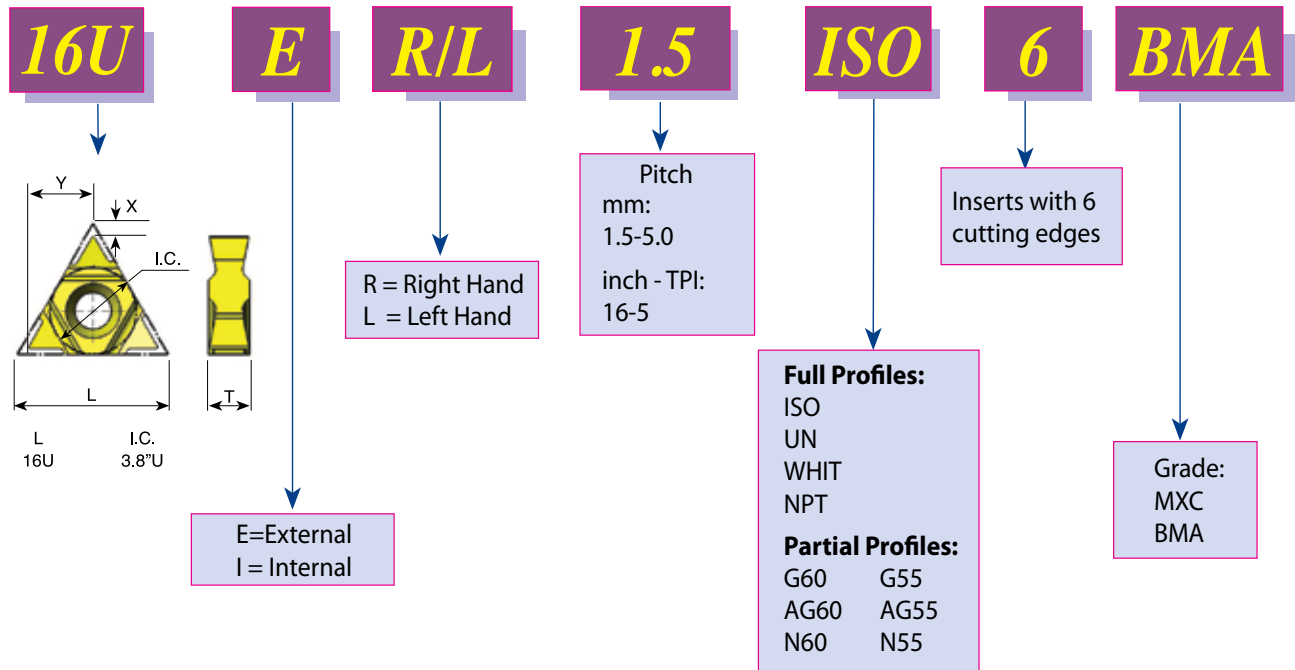 16U E R/L 1.5 ISO 6 BMA
Y
X
I.C.
L
T
L I.C.
16U 3.8”U
E=External
I = Internal
R = Right Hand
L = Left Hand
Pitch
mm:
1.5-5.0
inch - TPI:
16-5
Full Profiles:
ISO
UN
WHIT
NPT
Partial Profiles:
G60 G55
AG60 AG55
N60 N55
Inserts with 6
cutting edges
Grade:
MXC
BMA